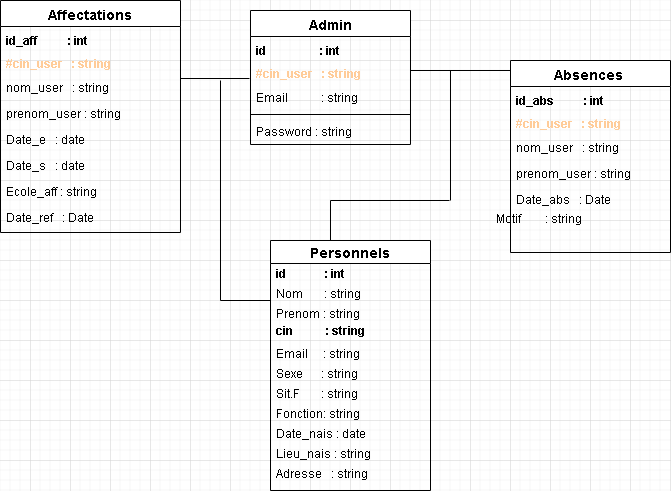 Affectations
id_aff : int
#cin_user : string
nom_user : string
prenom_user : string
Date_e : date
Date_s : date
Ecole_aff : string
Date_ref : Date
Admin
id : int
#cin_user : string
Email : string
Password : string
Absences
id_abs : int
#cin_user : string
nom_user : string
prenom_user : string
Date_abs : Date
Motif : string
Personnels
id : int
Nom : string
Prenom : string
cin : string
Email : string
Sexe : string
Sit.F : string
Fonction : string
Date_nais : date
Lieu_nais : string
Adresse : string